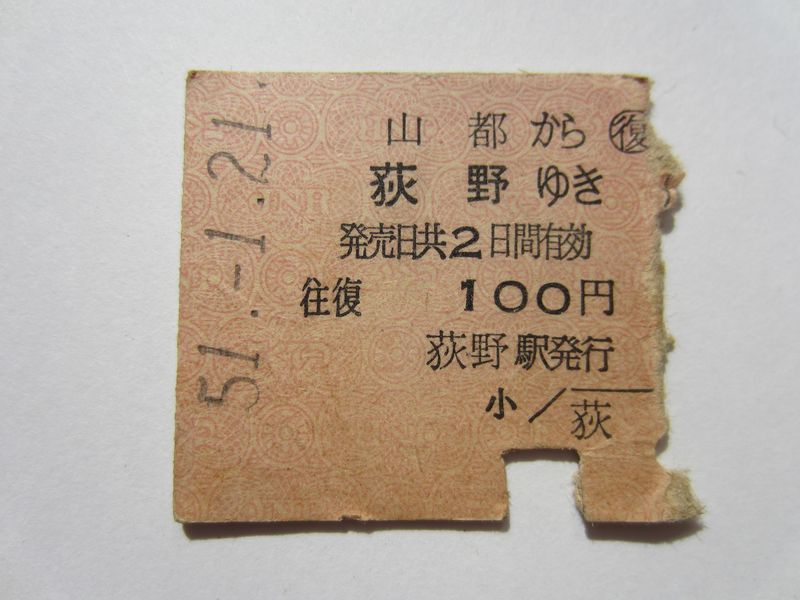 山都から ㊝復
荻野ゆき
発売日共2日間有効
往復 100円
荻野駅発行
小/荻
51.-1.21.